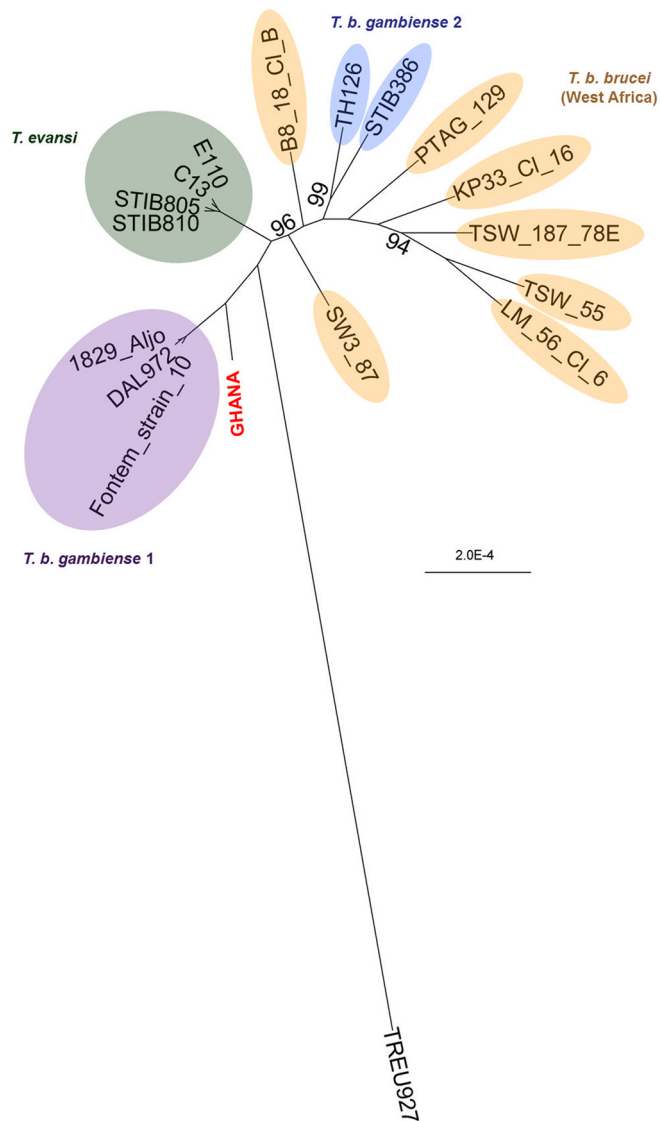 T. b. gambiense 2
B8_18_Cl_B
TH126
STIB386
T. b. brucei
(West Africa)
PTAG_129
T. evansi
E110
C13
STIB805
STIB810
KP33_Cl_16
99
96
94
TSW_187_78E
TSW_55
LM_56_Cl_6
SW3_87
1829_Aljo
DAL972
Fontem_strain_10
GHANA
T. b. gambiense 1
2.0E-4
TREU927